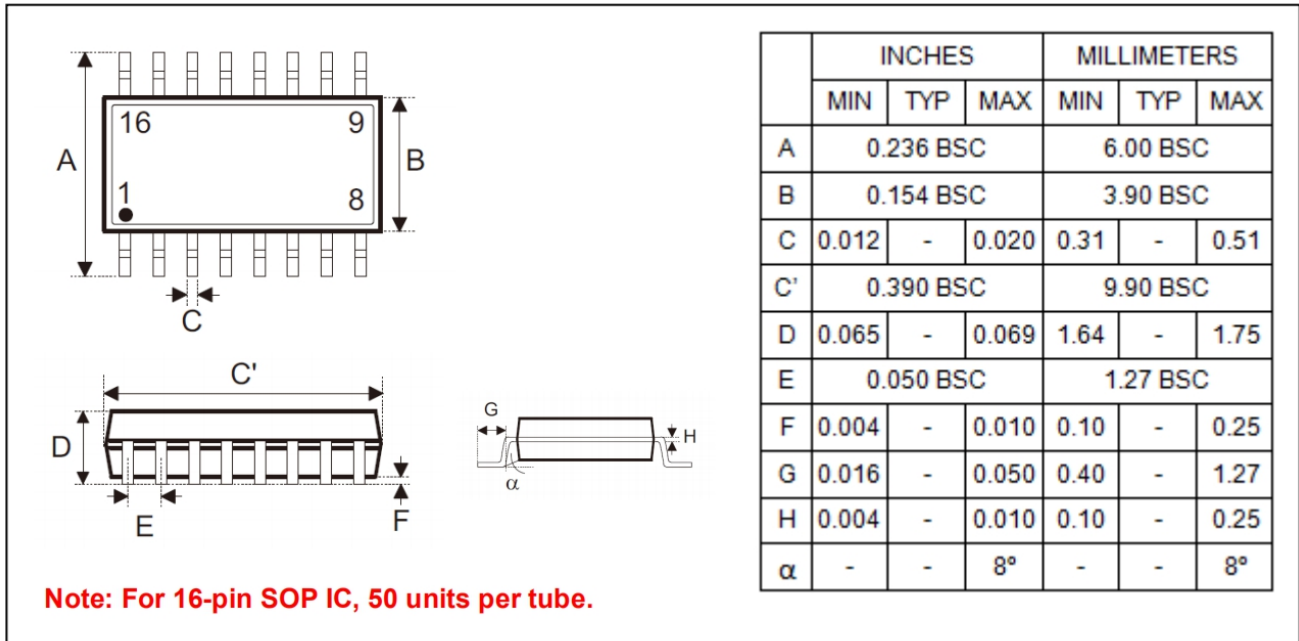 16 9
A B
1 8
C
C'
D
E
F
G
H
α
Note: For 16-pin SOP IC, 50 units per tube.
INCHES MILLIMETERS
MIN TYP MAX MIN TYP MAX
A 0.236 BSC 6.00 BSC
B 0.154 BSC 3.90 BSC
C 0.012 - 0.020 0.31 - 0.51
C' 0.390 BSC 9.90 BSC
D 0.065 - 0.069 1.64 - 1.75
E 0.050 BSC 1.27 BSC
F 0.004 - 0.010 0.10 - 0.25
G 0.016 - 0.050 0.40 - 1.27
H 0.004 - 0.010 0.10 - 0.25
α - - 8º - - 8º